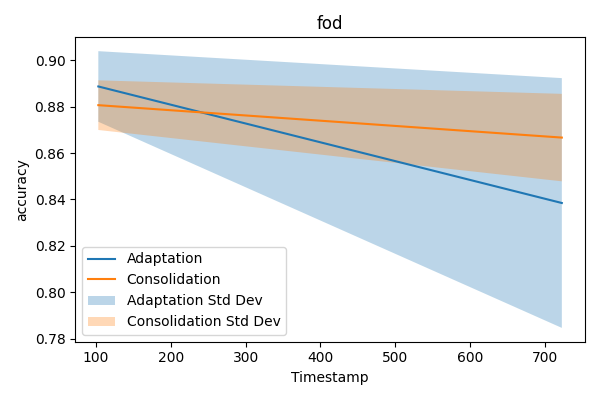 fod
accuracy
0.90
0.88
0.86
0.84
0.82
0.80
0.78
Adaptation
Consolidation
Adaptation Std Dev
Consolidation Std Dev
100 200 300 400 500 600 700
Timestamp